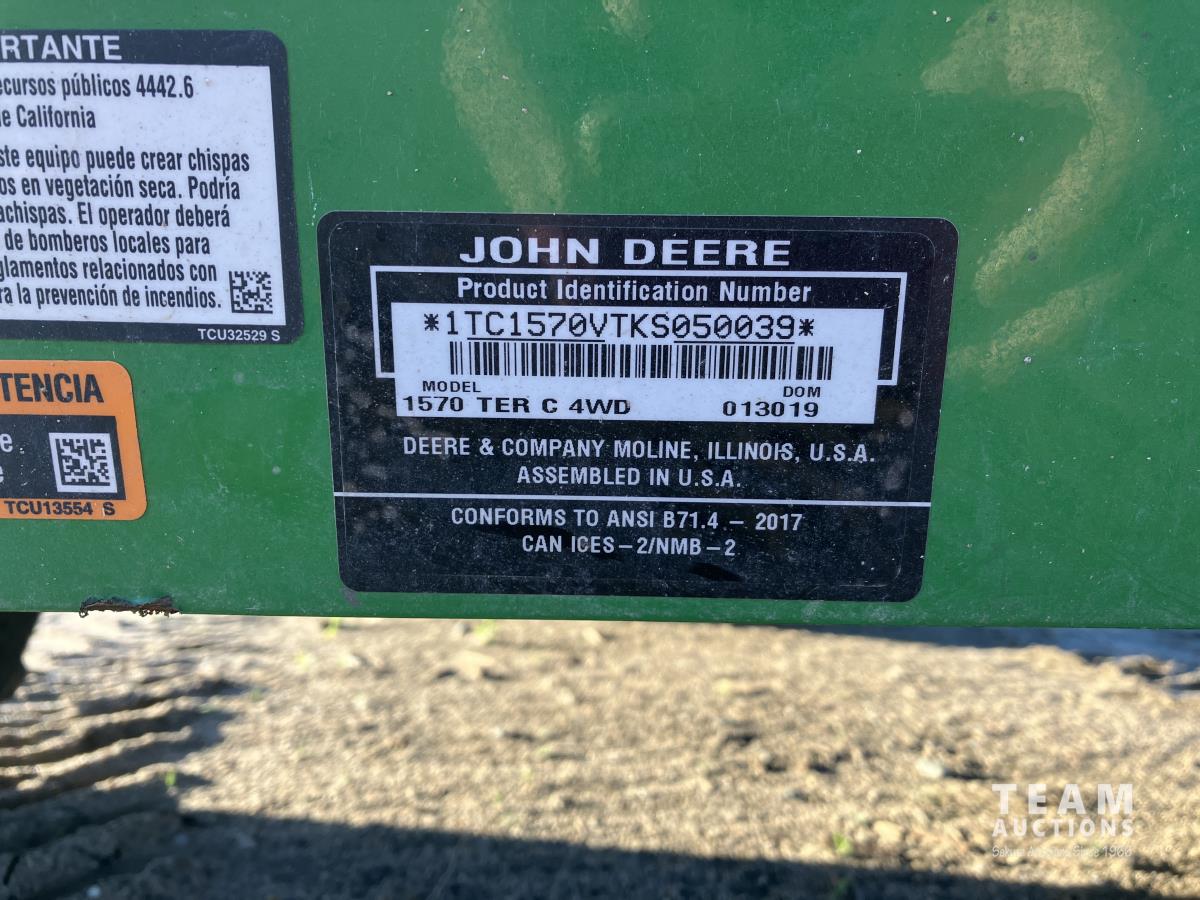 RTANTE
ecursos públicos 4442.6
e California
ste equipo puede crear chispas
os en vegetación seca. Podría
achispas. El operador deberá
de bomberos locales para
glamentos relacionados con
ra la prevención de incendios.
TCU32529 S
TENCIA
e
e
TCU13554 S
JOHN DEERE
Product Identification Number
*1TC1570VTKS050039*
MODEL DOM
1570 TER C 4WD 013019
DEERE & COMPANY MOLINE, ILLINOIS, U.S.A.
ASSEMBLED IN U.S.A.
CONFORMS TO ANSI B71.4 – 2017
CAN ICES–2/NMB–2
TEAM
AUCTIONS
Since 1966